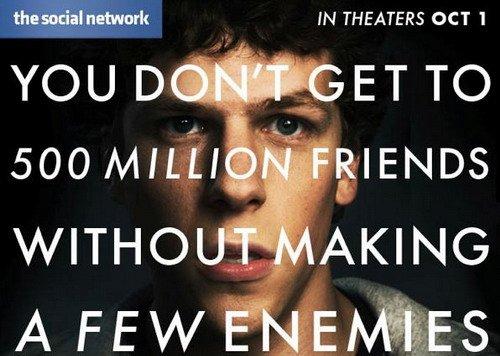 the social network
IN THEATERS OCT 1
YOU DON'T GET TO
500 MILLION FRIENDS
WITHOUT MAKING
A FEW ENEMIES